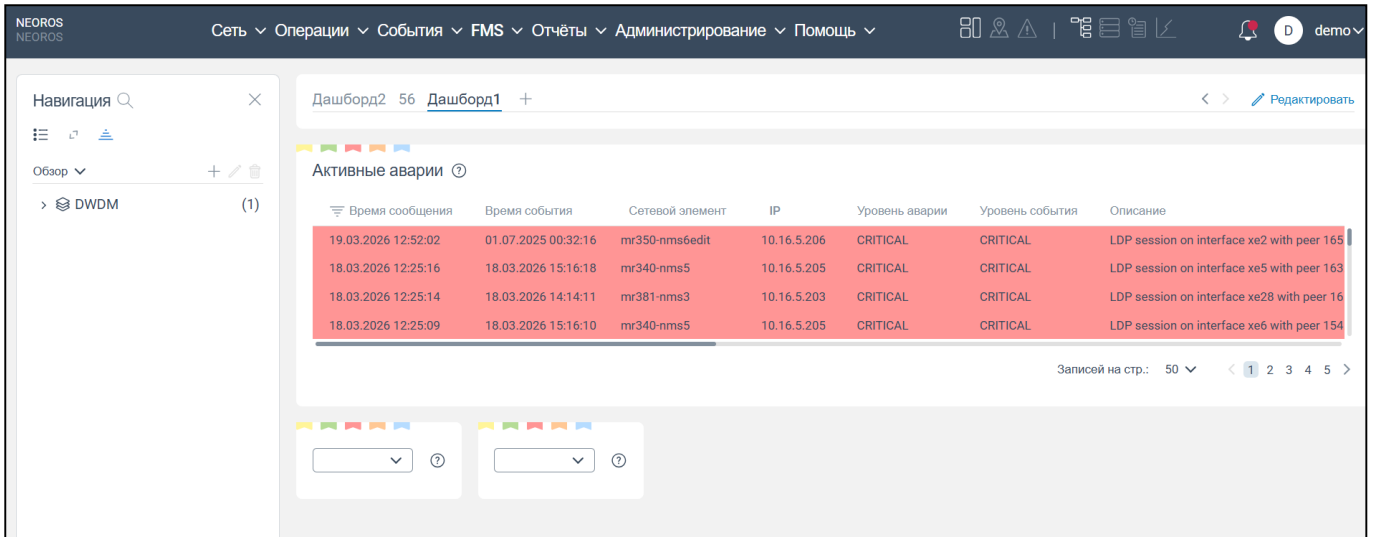 NEOROS
NEOROS
Сеть Операции События FMS Отчёты Администрирование Помощь
D demo
Навигация
Дашборд2 56 Дашборд1 +
Редактировать
Обзор
DWDM (1)
Активные аварии
Время сообщения Время события Сетевой элемент IP Уровень аварии Уровень события Описание
19.03.2026 12:52:02 01.07.2025 00:32:16 mr350-nms6edit 10.16.5.206 CRITICAL CRITICAL LDP session on interface xe2 with peer 165
18.03.2026 12:25:16 18.03.2026 15:16:18 mr340-nms5 10.16.5.205 CRITICAL CRITICAL LDP session on interface xe5 with peer 163
18.03.2026 12:25:14 18.03.2026 14:14:11 mr381-nms3 10.16.5.203 CRITICAL CRITICAL LDP session on interface xe28 with peer 16
18.03.2026 12:25:09 18.03.2026 15:16:10 mr340-nms5 10.16.5.205 CRITICAL CRITICAL LDP session on interface xe6 with peer 154
Записей на стр.: 50 1 2 3 4 5